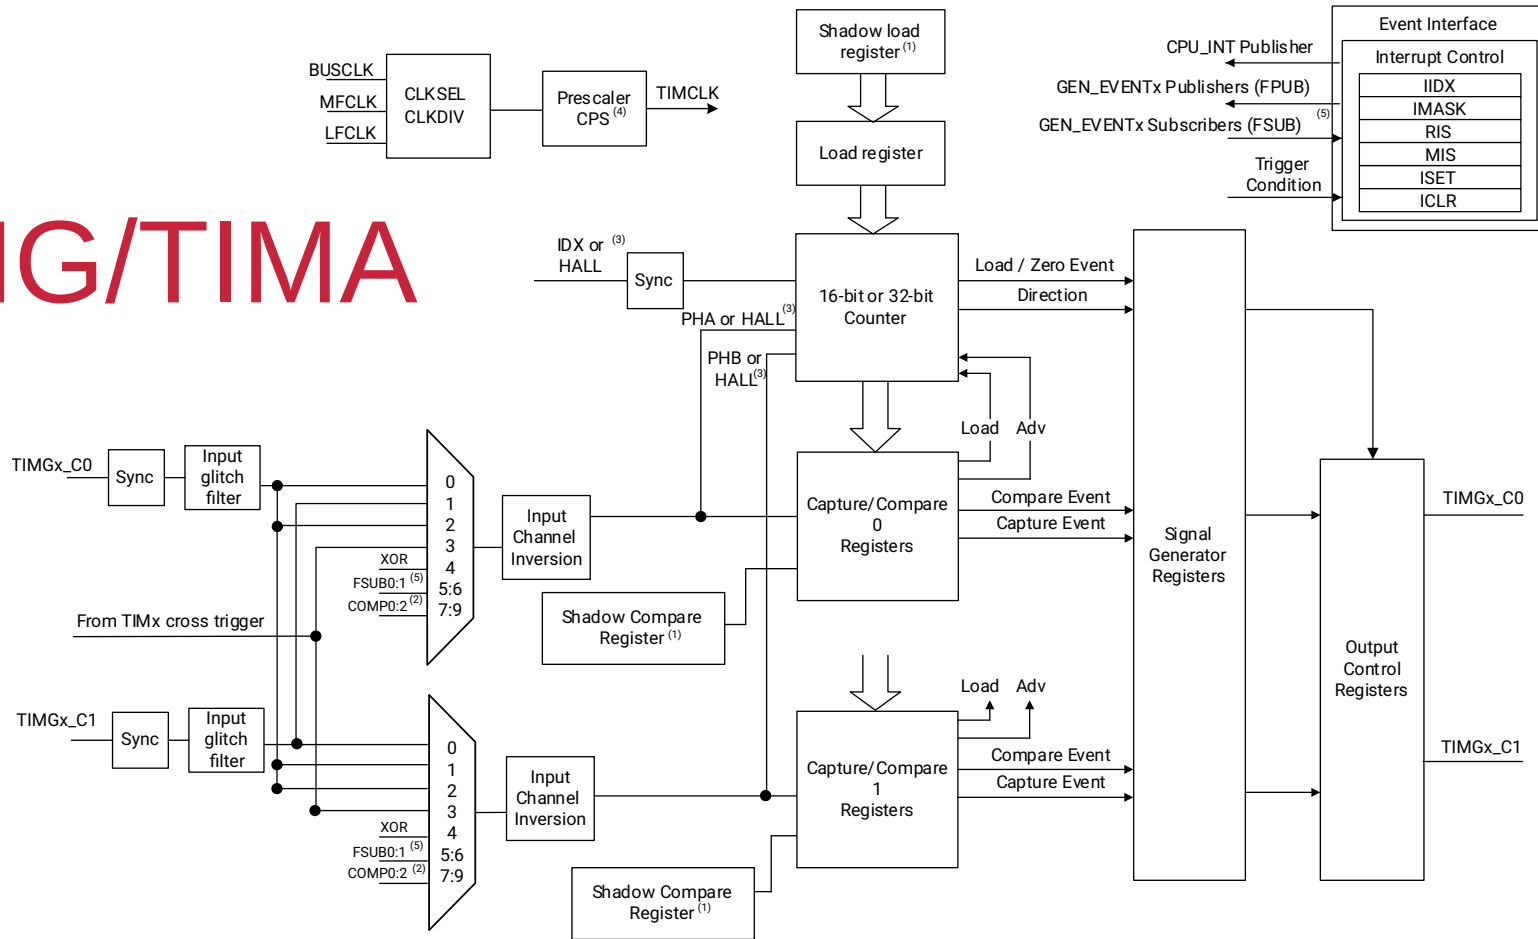 Shadow load
register (1)
Event Interface
Interrupt Control
IIDX
IMASK
RIS
MIS
ISET
ICLR
CPU_INT Publisher
GEN_EVENTx Publishers (FPUB)
GEN_EVENTx Subscribers (FSUB) (5)
Trigger
Condition
BUSCLK
MFCLK
LFCLK
CLKSEL
CLKDIV
Prescaler
CPS (4)
TIMCLK
Load register
IG/TIMA
IDX or (3)
HALL
Sync
16-bit or 32-bit
Counter
Load / Zero Event
Direction
PHA or HALL (3)
PHB or
HALL (3)
Load
Adv
TIMGx_C0
Sync
Input
glitch
filter
0
1
2
3
4
5:6
7:9
XOR
FSUB0:1 (5)
COMP0:2 (2)
Input
Channel
Inversion
Capture/Compare
0
Registers
Compare Event
Capture Event
Signal
Generator
Registers
TIMGx_C0
Shadow Compare
Register (1)
From TIMx cross trigger
Output
Control
Registers
Load
Adv
TIMGx_C1
Sync
Input
glitch
filter
0
1
2
3
4
5:6
7:9
XOR
FSUB0:1 (5)
COMP0:2 (2)
Input
Channel
Inversion
Capture/Compare
1
Registers
Compare Event
Capture Event
TIMGx_C1
Shadow Compare
Register (1)